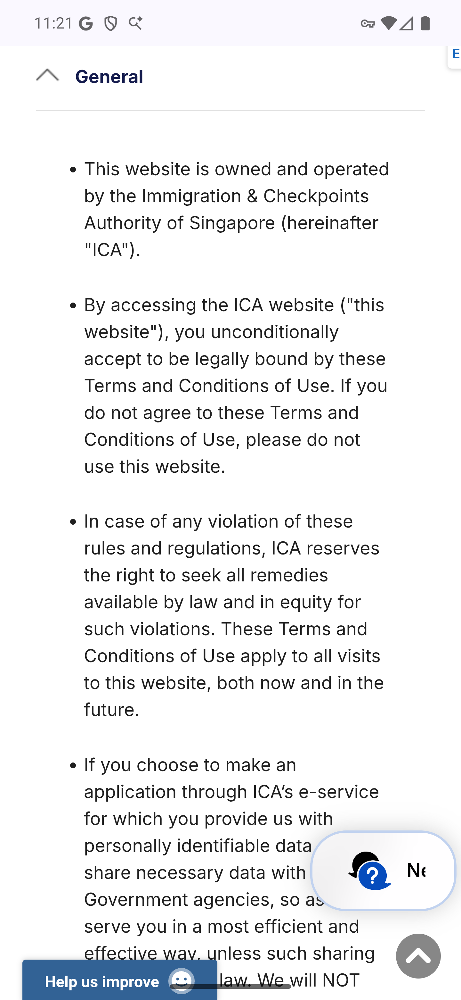 11:21
E
General
• This website is owned and operated
by the Immigration & Checkpoints
Authority of Singapore (hereinafter
"ICA").
• By accessing the ICA website ("this
website"), you unconditionally
accept to be legally bound by these
Terms and Conditions of Use. If you
do not agree to these Terms and
Conditions of Use, please do not
use this website.
• In case of any violation of these
rules and regulations, ICA reserves
the right to seek all remedies
available by law and in equity for
such violations. These Terms and
Conditions of Use apply to all visits
to this website, both now and in the
future.
• If you choose to make an
application through ICA’s e-service
for which you provide us with
personally identifiable data
share necessary data with
Government agencies, so as
serve you in a most efficient and
effective way, unless such sharing
law. We will NOT
Help us improve